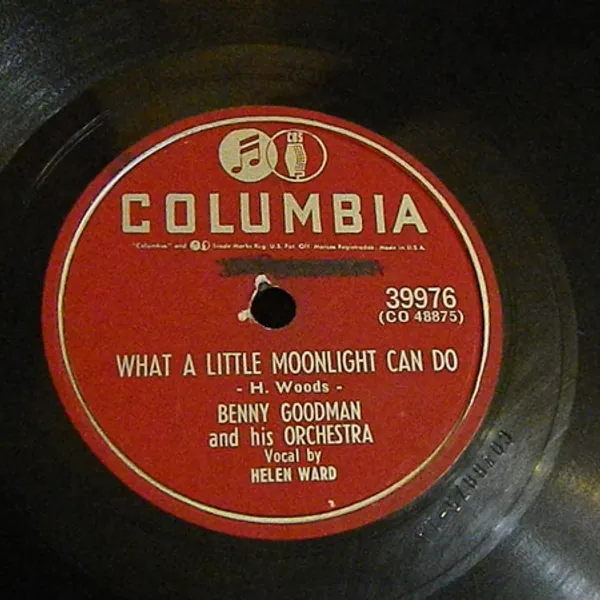 CBS
COLUMBIA
"Columbia" and Trade Marks Reg. U.S. Pat. Off. Marcas Registradas. Made in U.S.A.
39976
(CO 48875)
WHAT A LITTLE MOONLIGHT CAN DO
- H. Woods -
BENNY GOODMAN
and his ORCHESTRA
Vocal by
HELEN WARD